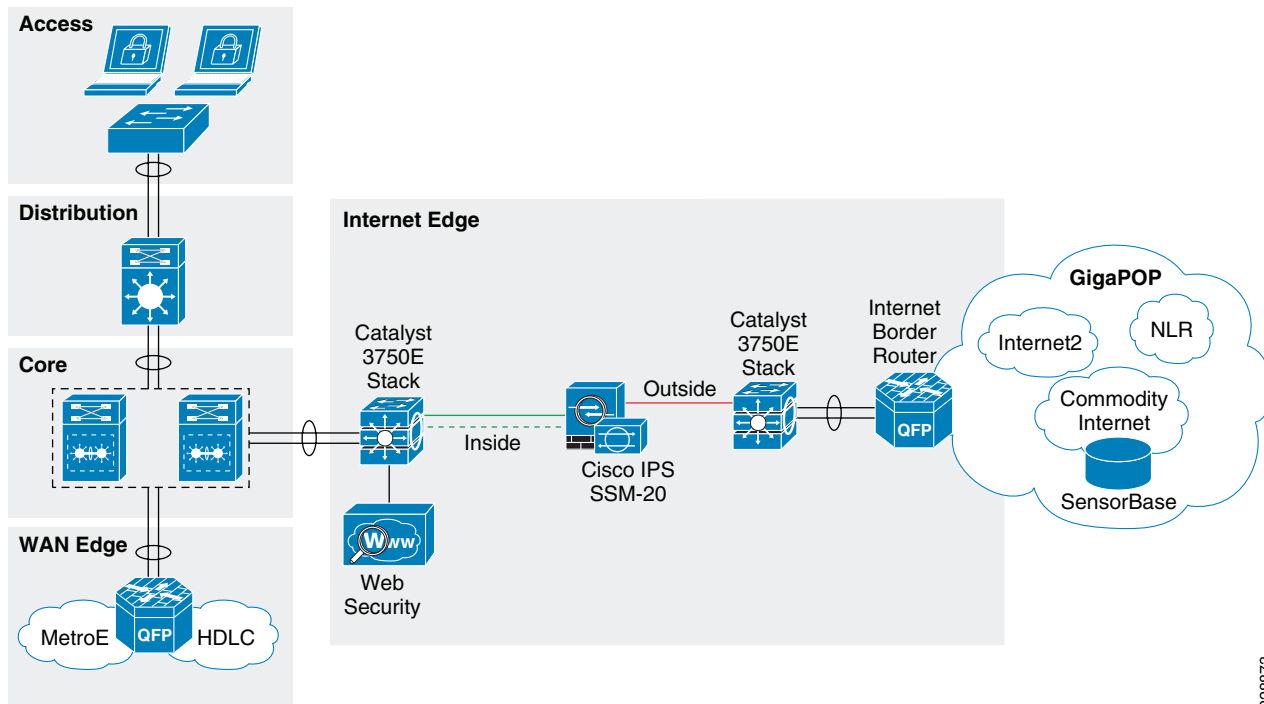 Access
Distribution
Core
WAN Edge
MetroE
QFP
HDLC
Internet Edge
Catalyst
3750E
Stack
Inside
Www
Web
Security
Outside
Cisco IPS
SSM-20
Catalyst
3750E
Stack
Internet
Border
Router
QFP
GigaPOP
Internet2
NLR
Commodity
Internet
SensorBase